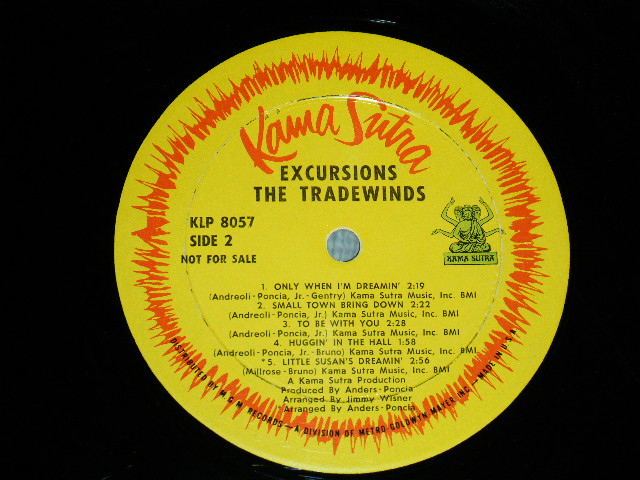 Kama Sutra
EXCURSIONS
THE TRADEWINDS
KLP 8057
SIDE 2
NOT FOR SALE
KAMA SUTRA
1. ONLY WHEN I'M DREAMIN' 2:19
(Andreoli-Poncia, Jr.-Gentry) Kama Sutra Music, Inc. BMI
2. SMALL TOWN BRING DOWN 2:22
(Andreoli-Poncia, Jr.) Kama Sutra Music, Inc. BMI
3. TO BE WITH YOU 2:28
(Andreoli-Poncia, Jr.) Kama Sutra Music, Inc. BMI
4. HUGGIN' IN THE HALL 1:58
(Andreoli-Poncia, Jr.-Bruno) Kama Sutra Music, Inc. BMI
*5. LITTLE SUSAN'S DREAMIN' 2:56
(Millrose-Bruno) Kama Sutra Music, Inc. BMI
A Kama Sutra Production
Produced By Anders-Poncia
Arranged By Jimmy Wisner
*Arranged By Anders-Poncia
DISTRIBUTED BY M.G.M. RECORDS—A DIVISION OF METRO-GOLDWYN-MAYER INC.—MADE IN U.S.A.